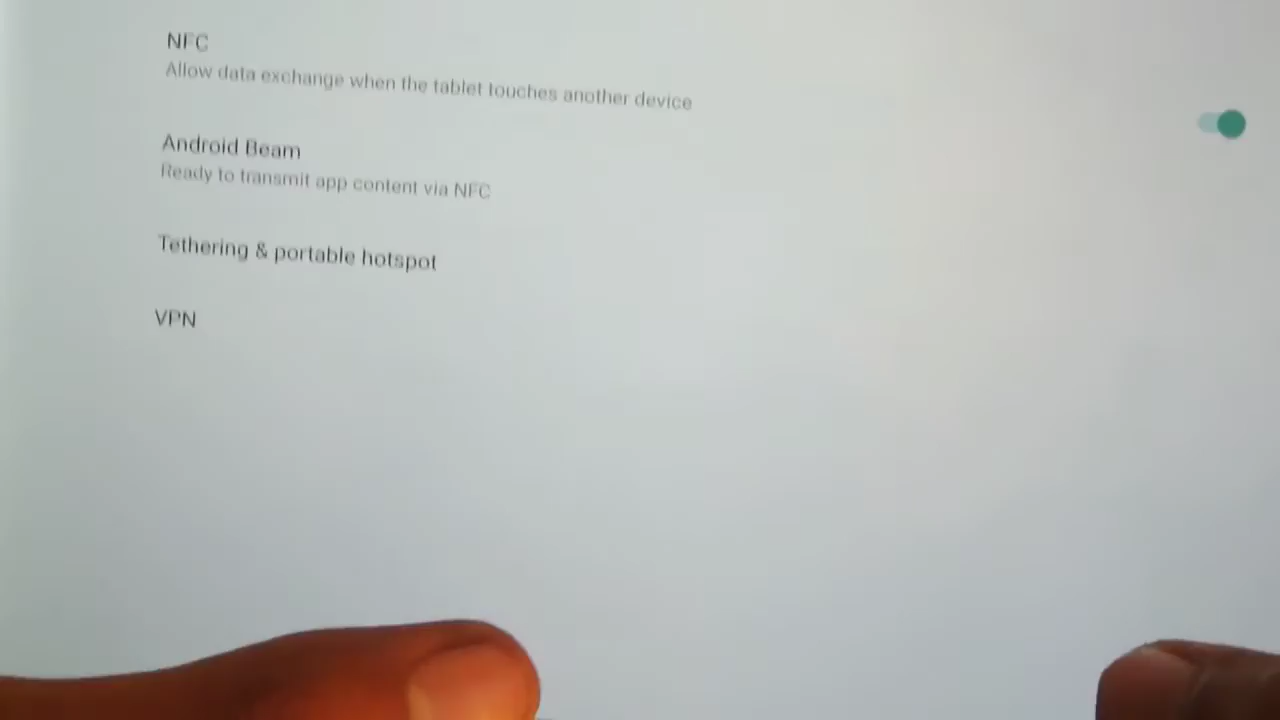 NFC
Allow data exchange when the tablet touches another device
Android Beam
Ready to transmit app content via NFC
Tethering & portable hotspot
VPN